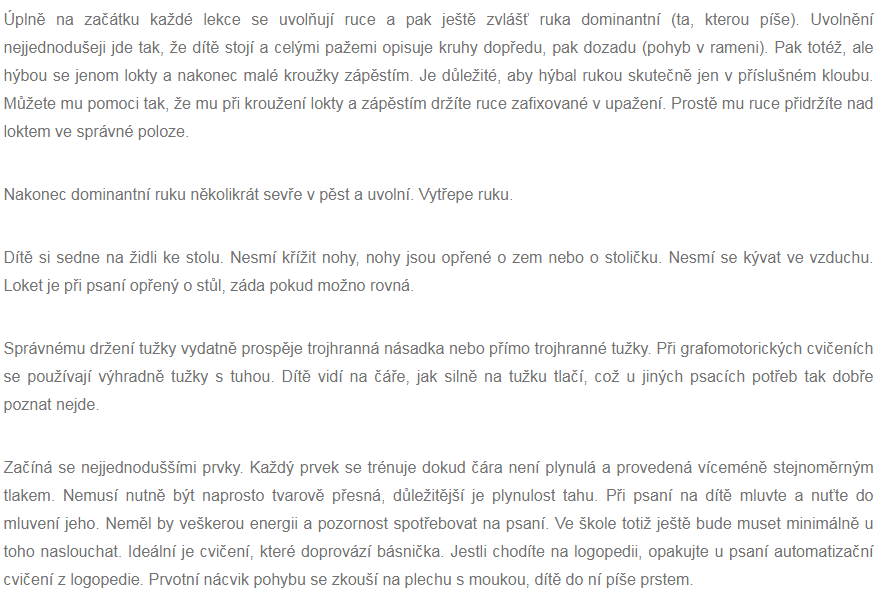 Úplně na začátku každé lekce se uvolňují ruce a pak ještě zvlášť ruka dominantní (ta, kterou píše). Uvolnění
nejjednodušeji jde tak, že dítě stojí a celými pažemi opisuje kruhy dopředu, pak dozadu (pohyb v rameni). Pak totéž, ale
hýbou se jenom lokty a nakonec malé kroužky zápěstím. Je důležité, aby hýbal rukou skutečně jen v příslušném kloubu.
Můžete mu pomoci tak, že mu při kroužení lokty a zápěstím držíte ruce zafixované v upažení. Prostě mu ruce přidržíte nad
loktem ve správné poloze.
Nakonec dominantní ruku několikrát sevře v pěst a uvolní. Vytřepe ruku.
Dítě si sedne na židli ke stolu. Nesmí křížit nohy, nohy jsou opřené o zem nebo o stoličku. Nesmí se kývat ve vzduchu.
Loket je při psaní opřený o stůl, záda pokud možno rovná.
Správnému držení tužky vydatně prospěje trojhranná násadka nebo přímo trojhranné tužky. Při grafomotorických cvičeních
se používají výhradně tužky s tuhou. Dítě vidí na čáře, jak silně na tužku tlačí, což u jiných psacích potřeb tak dobře
poznat nejde.
Začíná se nejjednoduššími prvky. Každý prvek se trénuje dokud čára není plynulá a provedená víceméně stejnoměrným
tlakem. Nemusí nutně být naprosto tvarově přesná, důležitější je plynulost tahu. Při psaní na dítě mluvte a nuťte do
mluvení jeho. Neměl by veškerou energii a pozornost spotřebovat na psaní. Ve škole totiž ještě bude muset minimálně u
toho naslouchat. Ideální je cvičení, které doprovází básnička. Jestli chodíte na logopedii, opakujte u psaní automatizační
cvičení z logopedie. Prvotní nácvik pohybu se zkouší na plechu s moukou, dítě do ní píše prstem.